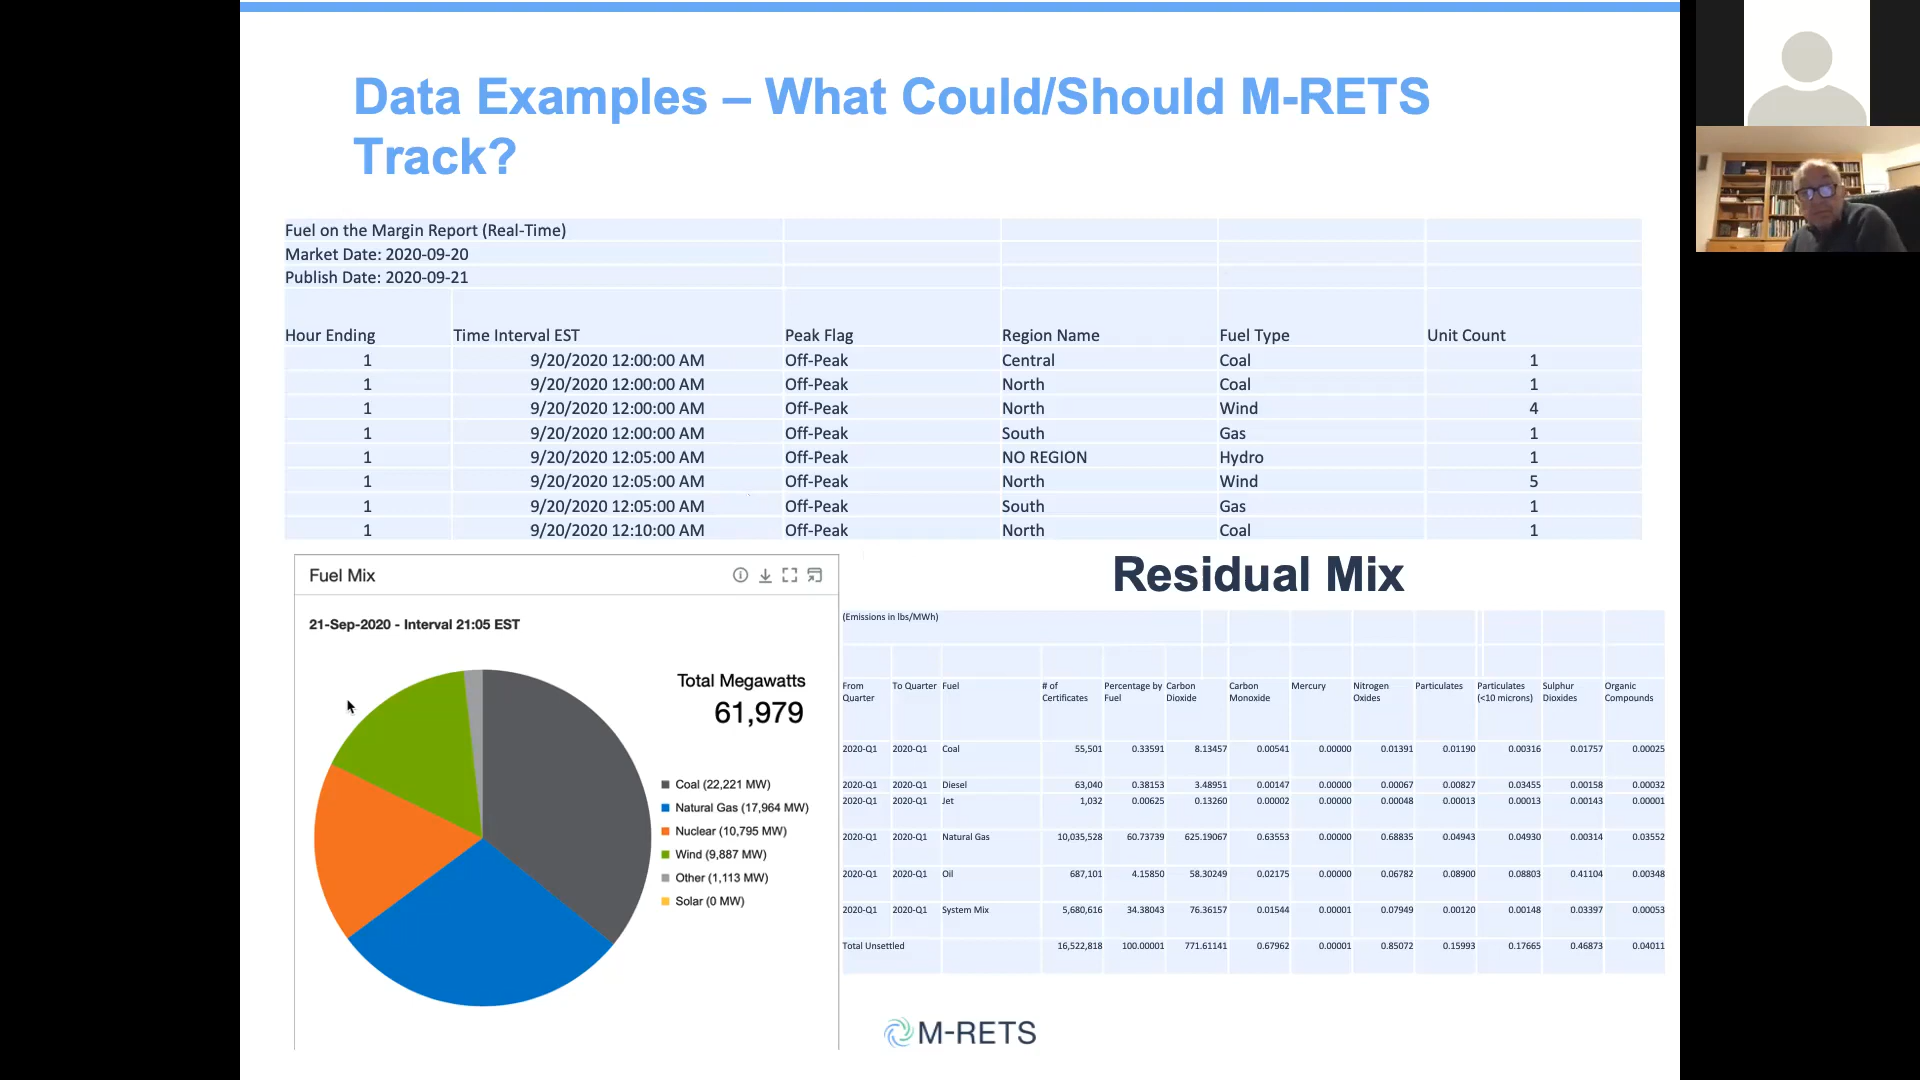 Data Examples – What Could/Should M-RETS
Track?
Fuel on the Margin Report (Real-Time)
Market Date: 2020-09-20
Publish Date: 2020-09-21
Hour Ending Time Interval EST Peak Flag Region Name Fuel Type Unit Count
1 9/20/2020 12:00:00 AM Off-Peak Central Coal 1
1 9/20/2020 12:00:00 AM Off-Peak North Coal 1
1 9/20/2020 12:00:00 AM Off-Peak North Wind 4
1 9/20/2020 12:00:00 AM Off-Peak South Gas 1
1 9/20/2020 12:05:00 AM Off-Peak NO REGION Hydro 1
1 9/20/2020 12:05:00 AM Off-Peak North Wind 5
1 9/20/2020 12:05:00 AM Off-Peak South Gas 1
1 9/20/2020 12:10:00 AM Off-Peak North Coal 1
Fuel Mix
21-Sep-2020 - Interval 21:05 EST
Total Megawatts
61,979
Coal (22,221 MW)
Natural Gas (17,964 MW)
Nuclear (10,795 MW)
Wind (9,887 MW)
Other (1,113 MW)
Solar (0 MW)
Residual Mix
(Emissions in lbs/MWh)
From To Quarter Fuel # of Percentage by Carbon Carbon Mercury Nitrogen Particulates Particulates Sulphur Organic
Quarter Certificates Fuel Dioxide Monoxide Oxides (<10 microns) Dioxides Compounds
2020-Q1 2020-Q1 Coal 55,501 0.33591 8.13457 0.00541 0.00000 0.01391 0.01190 0.00316 0.01757 0.00025
2020-Q1 2020-Q1 Diesel 63,040 0.38153 3.48951 0.00147 0.00000 0.00067 0.00827 0.03455 0.00158 0.00032
2020-Q1 2020-Q1 Jet 1,032 0.00625 0.13260 0.00002 0.00000 0.00048 0.00013 0.00013 0.00143 0.00001
2020-Q1 2020-Q1 Natural Gas 10,035,528 60.73739 625.19067 0.63553 0.00000 0.68835 0.04943 0.04930 0.00314 0.03552
2020-Q1 2020-Q1 Oil 687,101 4.15850 58.30249 0.02175 0.00000 0.06782 0.08900 0.08803 0.41104 0.00348
2020-Q1 2020-Q1 System Mix 5,680,616 34.38043 76.36157 0.01544 0.00001 0.07949 0.00120 0.00148 0.03397 0.00053
Total Unsettled 16,522,818 100.00001 771.61141 0.67962 0.00001 0.85072 0.15993 0.17665 0.46873 0.04011
M-RETS